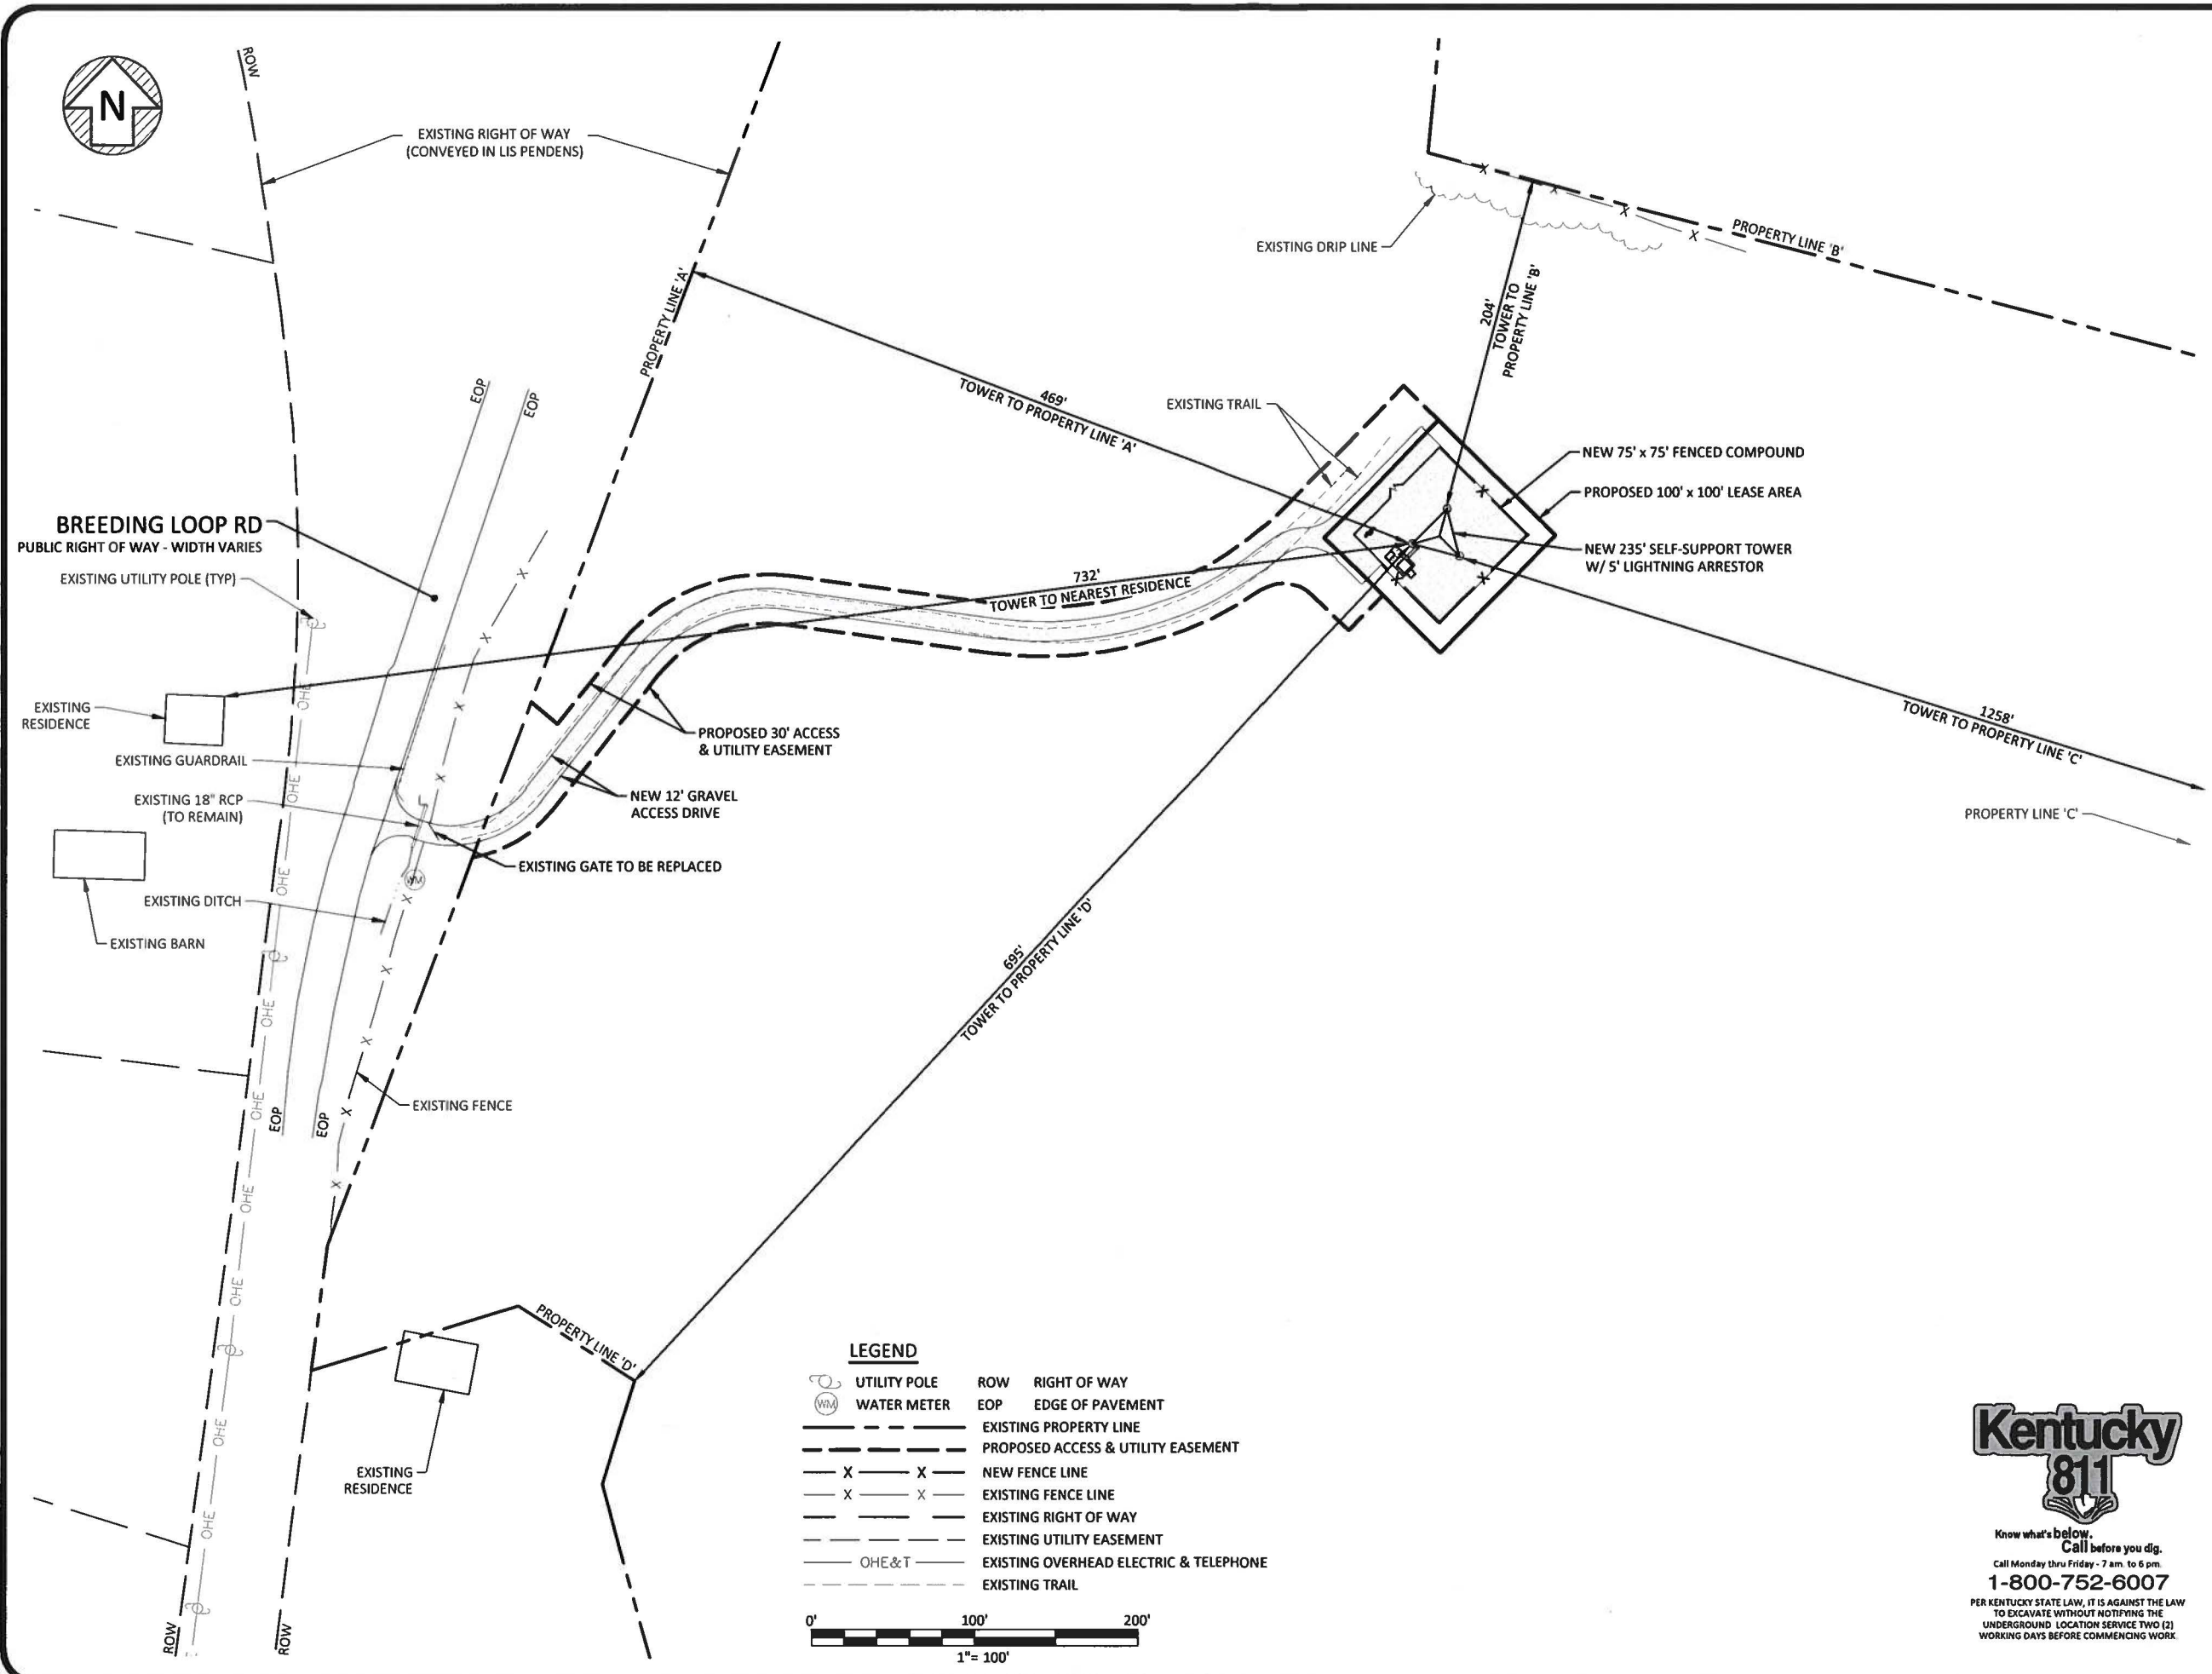 N
ROW
EXISTING RIGHT OF WAY
(CONVEYED IN LIS PENDENS)
PROPERTY LINE 'A'
EXISTING DRIP LINE
X
X
X
X
PROPERTY LINE 'B'
204'
TOWER TO
PROPERTY LINE 'B'
469'
TOWER TO PROPERTY LINE 'A'
EXISTING TRAIL
NEW 75' x 75' FENCED COMPOUND
PROPOSED 100' x 100' LEASE AREA
NEW 235' SELF-SUPPORT TOWER
W/ 5' LIGHTNING ARRESTOR
X
X
X
EOP
EOP
BREEDING LOOP RD
PUBLIC RIGHT OF WAY - WIDTH VARIES
EXISTING UTILITY POLE (TYP)
732'
TOWER TO NEAREST RESIDENCE
X
X
X
X
EXISTING
RESIDENCE
OHE
EXISTING GUARDRAIL
OHE
EXISTING 18" RCP
(TO REMAIN)
PROPOSED 30' ACCESS
& UTILITY EASEMENT
NEW 12' GRAVEL
ACCESS DRIVE
EXISTING GATE TO BE REPLACED
1258'
TOWER TO PROPERTY LINE 'C'
PROPERTY LINE 'C'
WM
OHE
X
EXISTING DITCH
EXISTING BARN
X
OHE
695'
TOWER TO PROPERTY LINE 'D'
X
EXISTING FENCE
OHE
EOP
EOP
X
X
OHE
OHE
PROPERTY LINE 'D'
EXISTING
RESIDENCE
OHE
OHE
ROW
ROW
LEGEND
UTILITY POLE ROW RIGHT OF WAY
WM WATER METER EOP EDGE OF PAVEMENT
EXISTING PROPERTY LINE
PROPOSED ACCESS & UTILITY EASEMENT
X X NEW FENCE LINE
X X EXISTING FENCE LINE
EXISTING RIGHT OF WAY
EXISTING UTILITY EASEMENT
OHE&T EXISTING OVERHEAD ELECTRIC & TELEPHONE
EXISTING TRAIL
0' 100' 200'
1"= 100'
Kentucky
811
Know what's below.
Call before you dig.
Call Monday thru Friday - 7 am. to 6 pm.
1-800-752-6007
PER KENTUCKY STATE LAW, IT IS AGAINST THE LAW
TO EXCAVATE WITHOUT NOTIFYING THE
UNDERGROUND LOCATION SERVICE TWO (2)
WORKING DAYS BEFORE COMMENCING WORK.